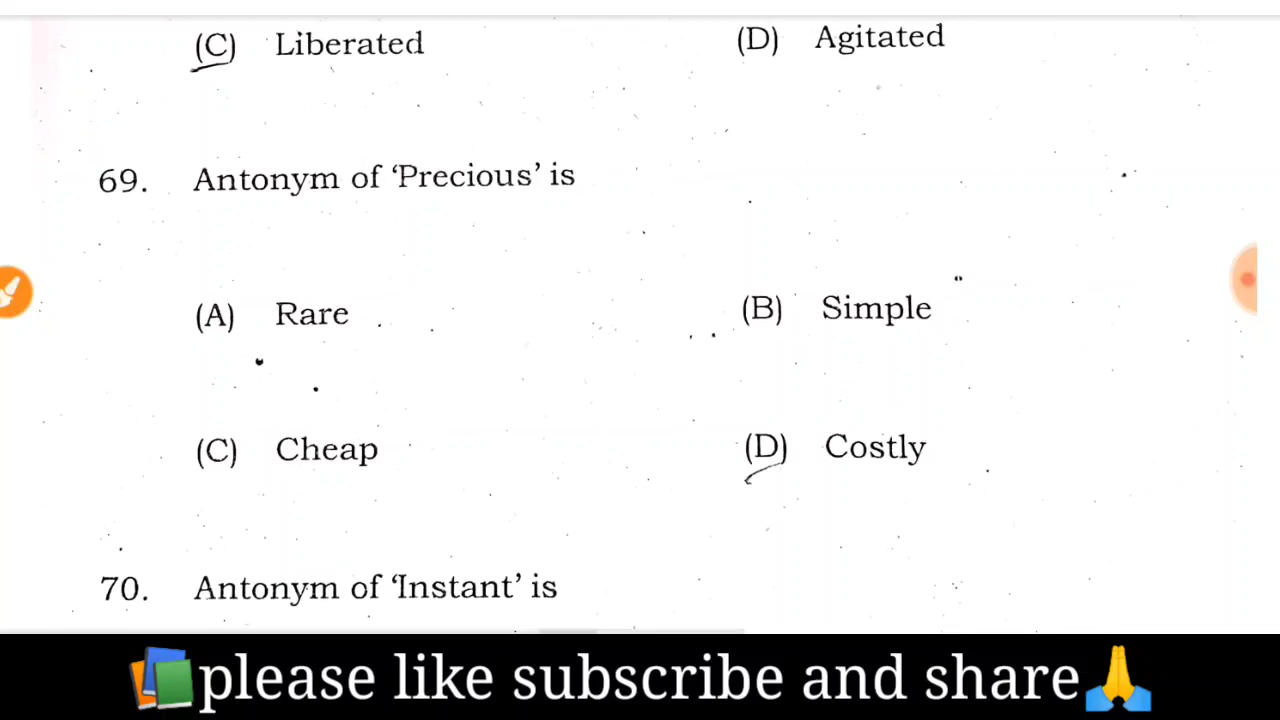 (C) Liberated (D) Agitated
69. Antonym of ‘Precious’ is
(A) Rare (B) Simple
(C) Cheap (D) Costly
70. Antonym of ‘Instant’ is
please like subscribe and share